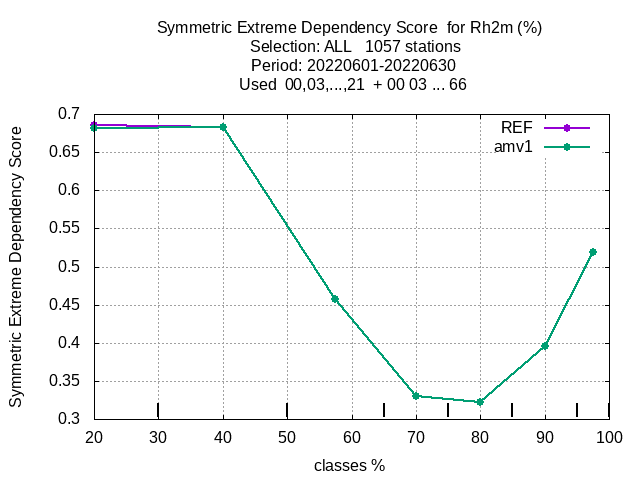 Symmetric Extreme Dependency Score  for Rh2m (%)
Selection: ALL   1057 stations
Period: 20220601-20220630
Used  00,03,...,21  + 00 03 ... 66
Symmetric Extreme Dependency Score
0.7
0.65
0.6
0.55
0.5
0.45
0.4
0.35
0.3
REF
amv1
20 30 40 50 60 70 80 90 100
classes %